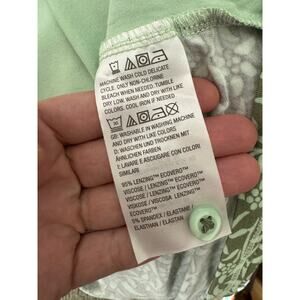 MACHINE WASH COLD DELICATE
CYCLE. ONLY NON-CHLORINE
BLEACH WHEN NEEDED. TUMBLE
DRY LOW. WASH AND DRY WITH LIKE
COLORS. COOL IRON IF NEEDED
30
GB: WASHABLE IN WASHING MACHINE
AND DRY WITH LIKE COLORS
D: WASCHEN UND TROCKNEN MIT
ÄHNLICHEN FARBEN
I: LAVARE E ASCIUGARE CON COLORI
SIMILARI
95% LENZING™ ECOVERO™
VISCOSE / LENZING™ ECOVERO™
VISKOSE / VISCOSA LENZING™
ECOVERO™
5% SPANDEX / ELASTANE /
ELASTHAN / ELASTAN